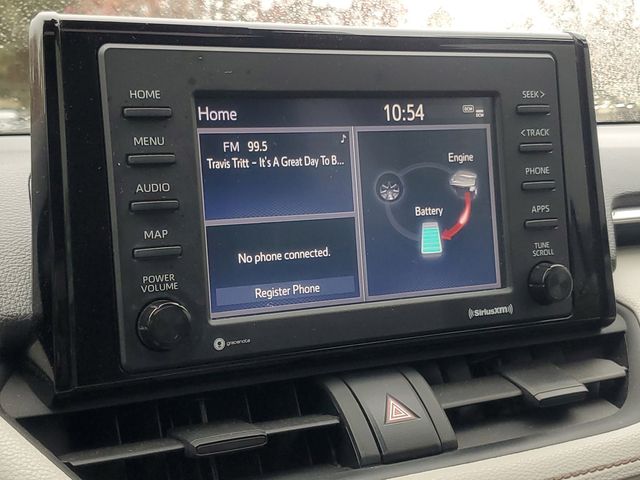 HOME
MENU
AUDIO
MAP
POWER
VOLUME
Home
10:54
DCM
FM 99.5
Travis Tritt - It's A Great Day To B...
No phone connected.
Register Phone
Engine
Battery
SEEK >
< TRACK
PHONE
APPS
TUNE
SCROLL
gracenote
((SiriusXM))